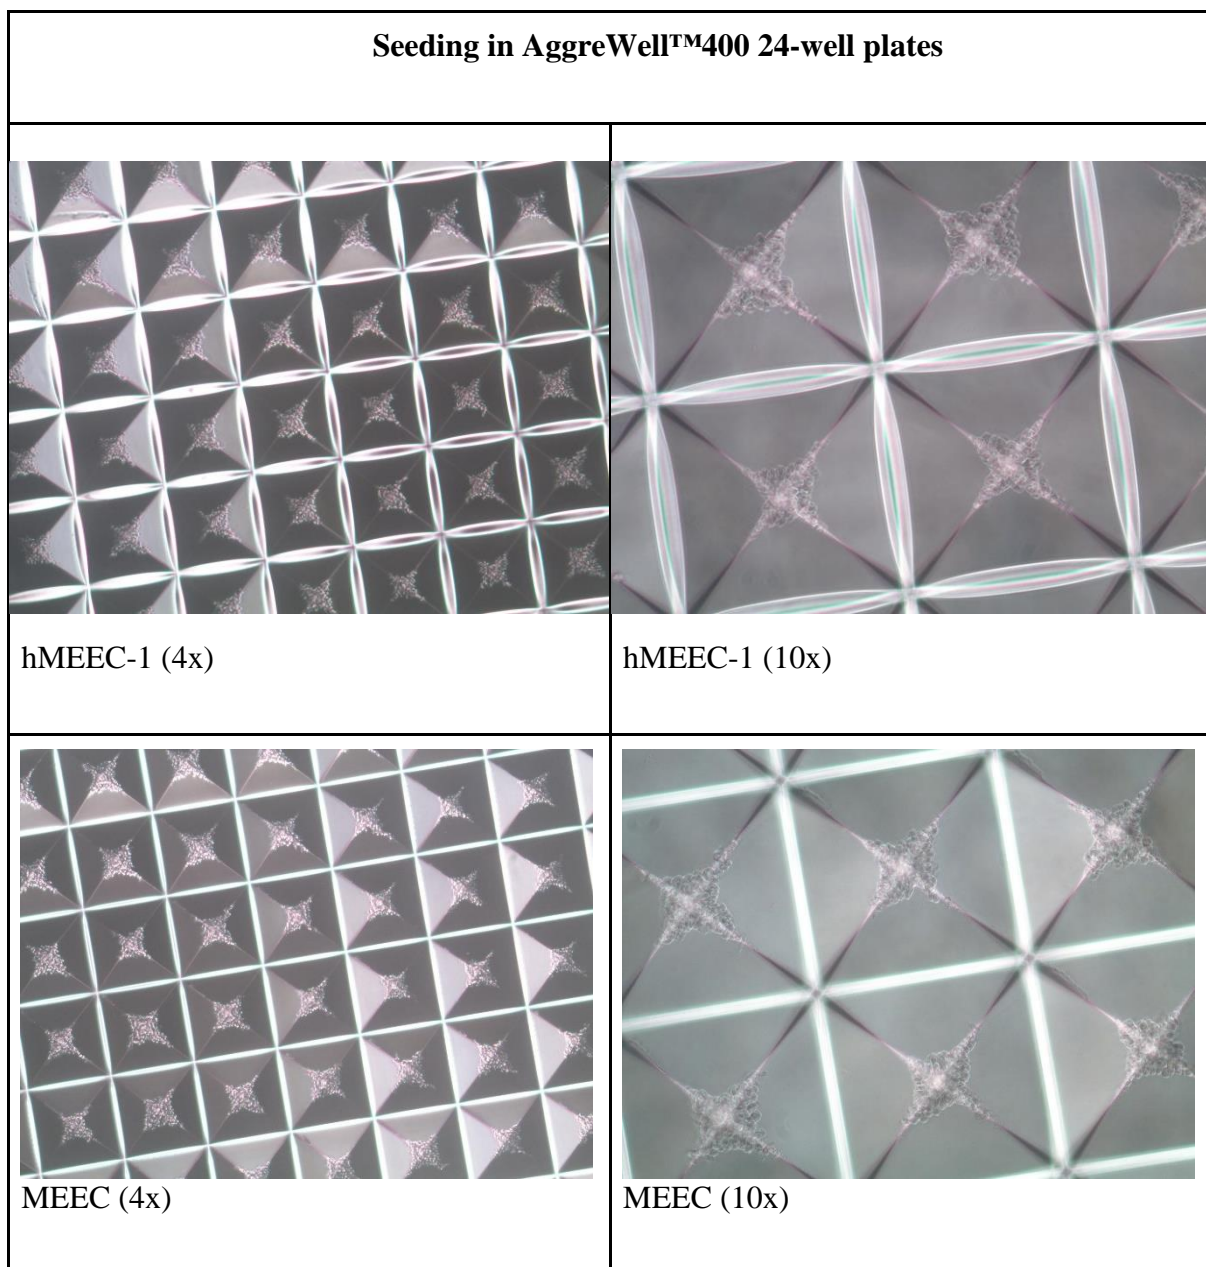 Seeding in AggreWell™400 24-well plates
hMEEC-1 (4x)
hMEEC-1 (10x)
MEEC (4x)
MEEC (10x)